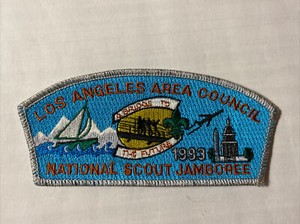 LOS ANGELES AREA COUNCIL
A BRIDGE TO
THE FUTURE
1993
NATIONAL SCOUT JAMBOREE